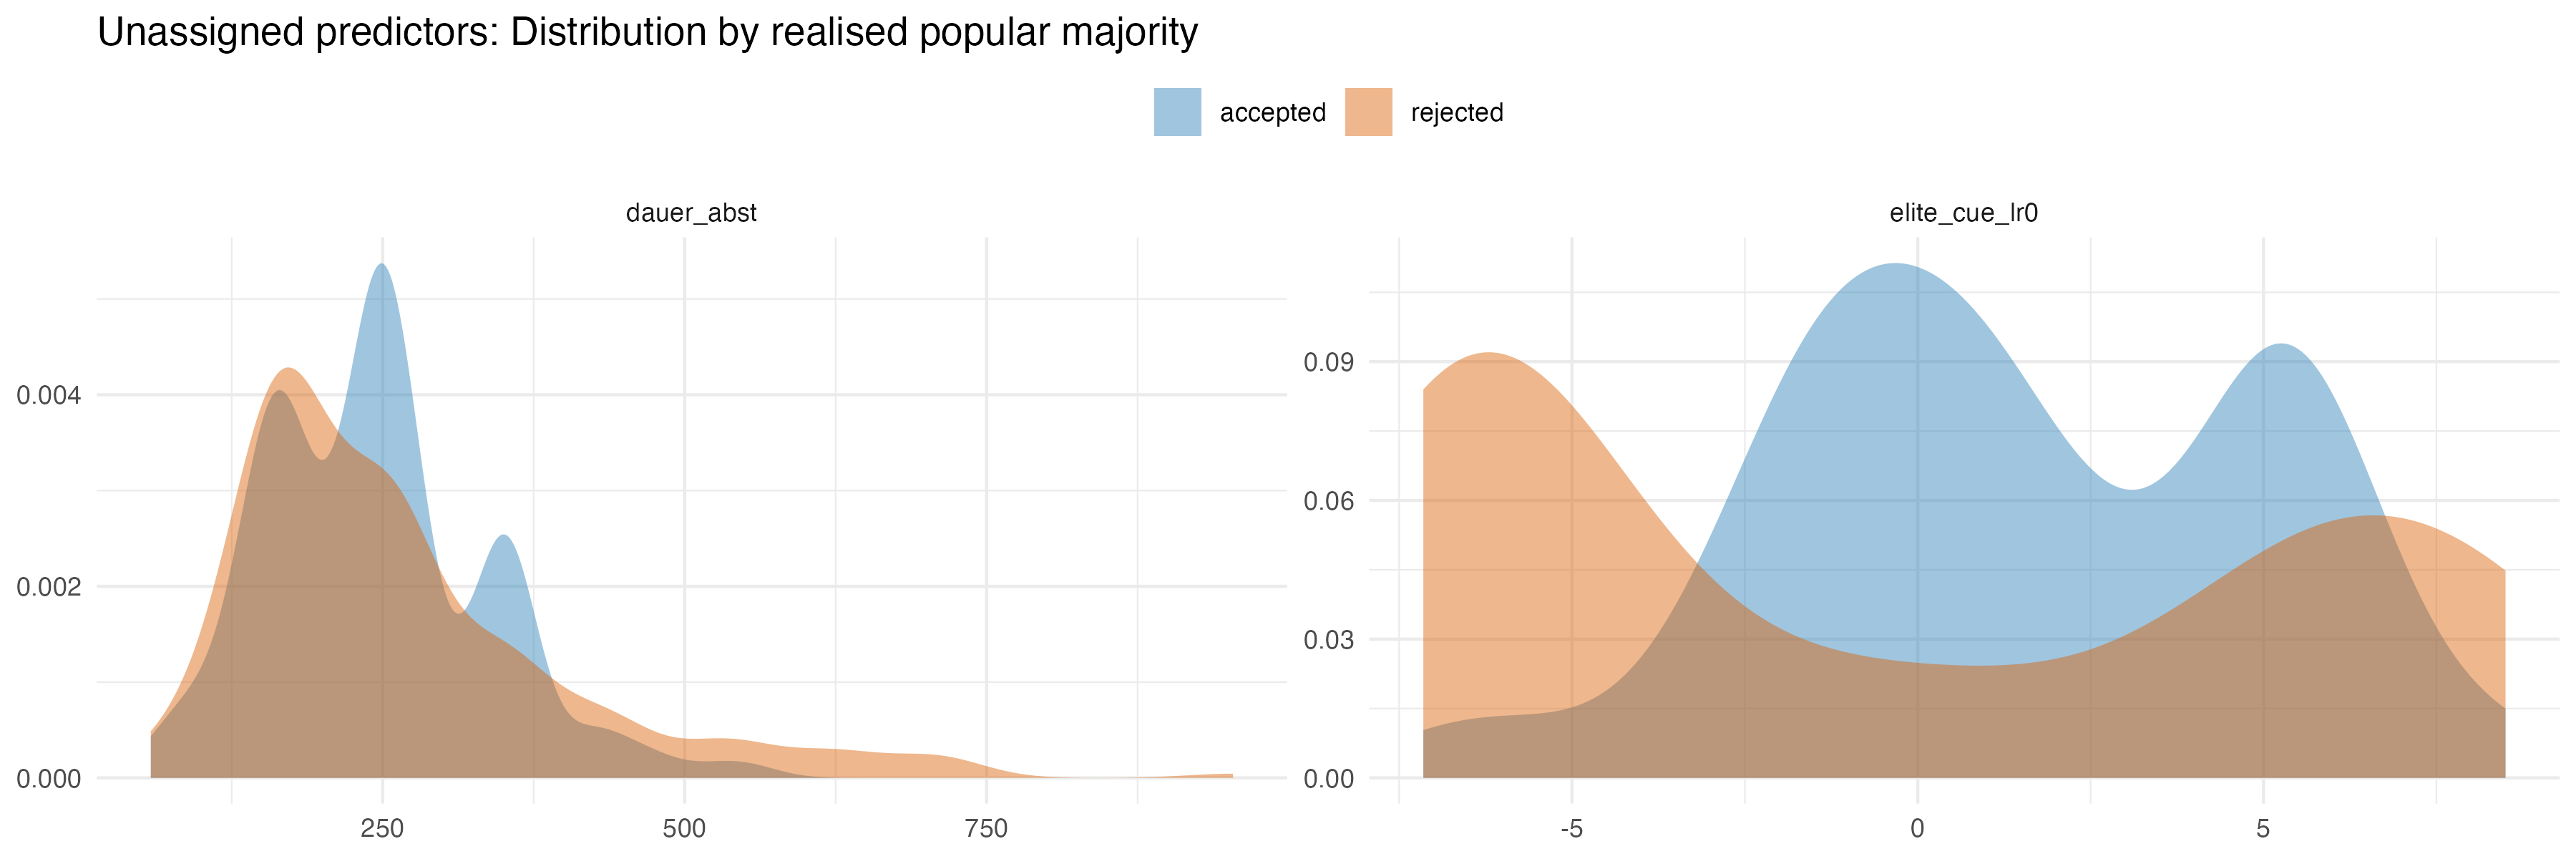 Unassigned predictors: Distribution by realised popular majority
accepted rejected
dauer_abst
elite_cue_lr0
0.004
0.002
0.000
250 500 750
0.09
0.06
0.03
0.00
-5 0 5